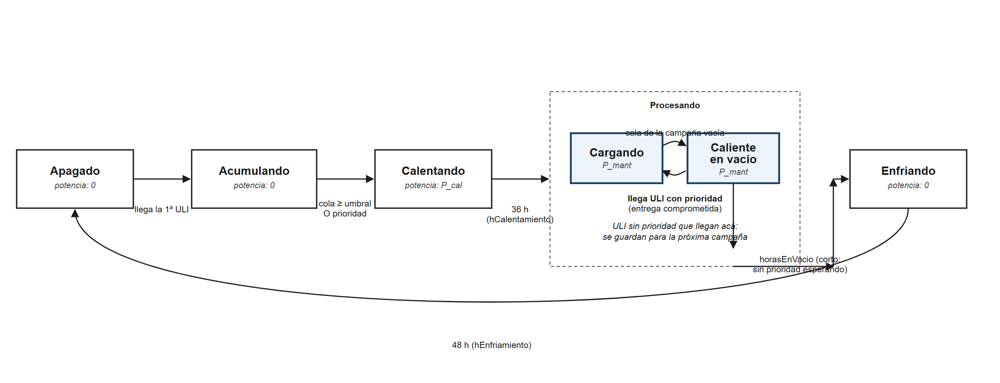 Procesando
cola de la campaña vacía
Apagado
potencia: 0
Acumulando
potencia: 0
Calentando
potencia: P_cal
Cargando
P_mant
Caliente
en vacío
P_mant
Enfriando
potencia: 0
llega la 1ª ULI
cola ≥ umbral
O prioridad
36 h
(hCalentamiento)
llega ULI con prioridad
(entrega comprometida)
ULI sin prioridad que llegan acá:
se guardan para la próxima campaña
horasEnVacio (corto:
sin prioridad esperando)
48 h (hEnfriamiento)